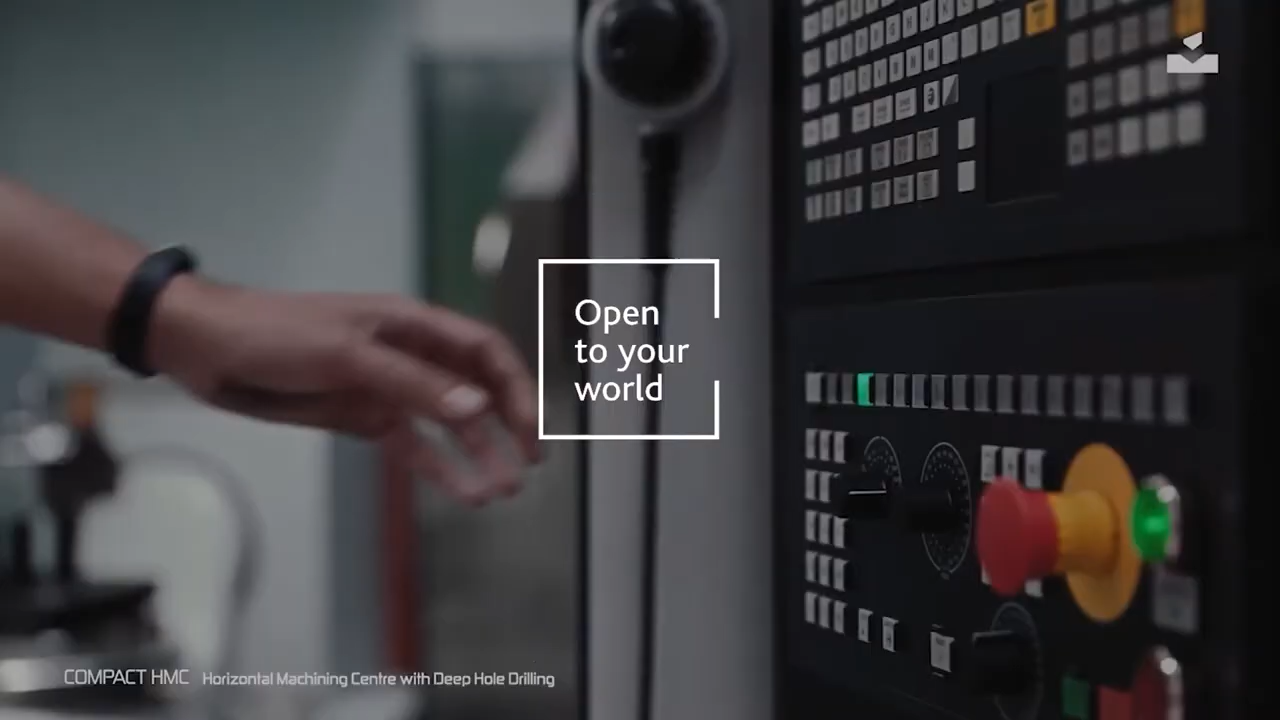 Open
to your
world
COMPACT HMC Horizontal Machining Centre with Deep Hole Drilling